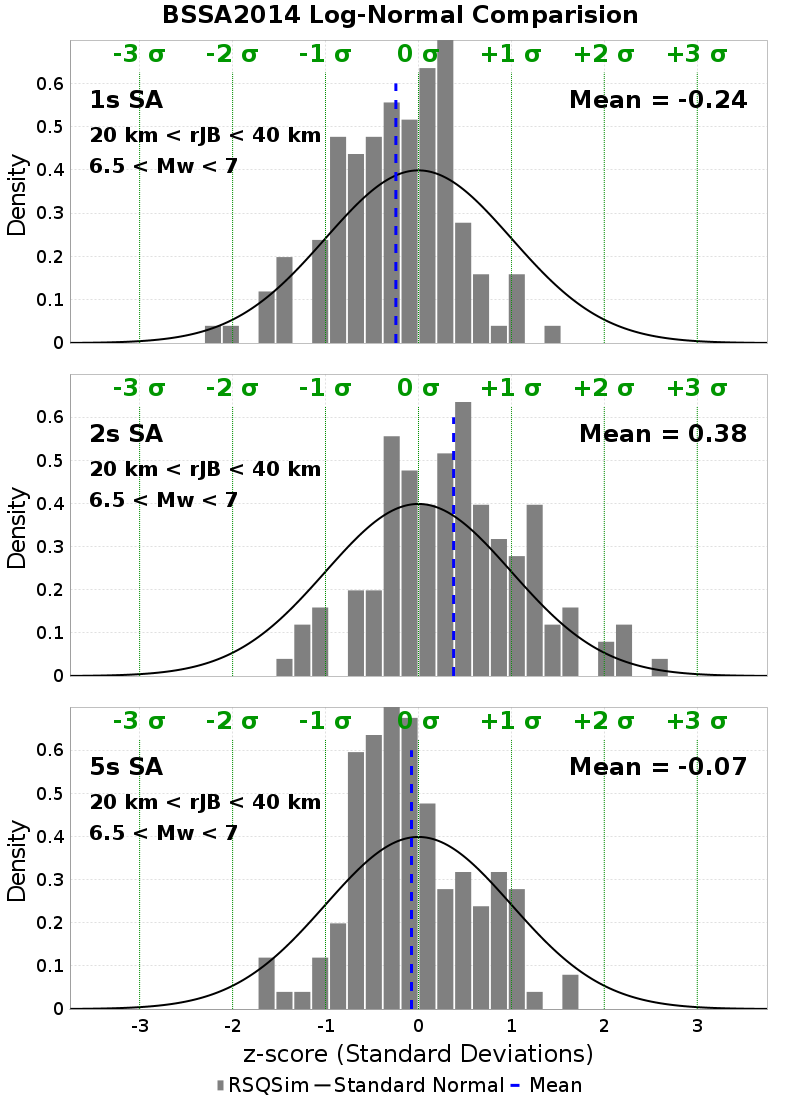 BSSA2014 Log-Normal Comparision
-3 σ -2 σ -1 σ 0 σ +1 σ +2 σ +3 σ
1s SA
Mean = -0.24
20 km < rJB < 40 km
6.5 < Mw < 7
Density
0.6
0.5
0.4
0.3
0.2
0.1
0
-3 σ -2 σ -1 σ 0 σ +1 σ +2 σ +3 σ
2s SA
Mean = 0.38
20 km < rJB < 40 km
6.5 < Mw < 7
Density
0.6
0.5
0.4
0.3
0.2
0.1
0
-3 σ -2 σ -1 σ 0 σ +1 σ +2 σ +3 σ
5s SA
Mean = -0.07
20 km < rJB < 40 km
6.5 < Mw < 7
Density
0.6
0.5
0.4
0.3
0.2
0.1
0
-3 -2 -1 0 1 2 3
z-score (Standard Deviations)
RSQSim Standard Normal Mean